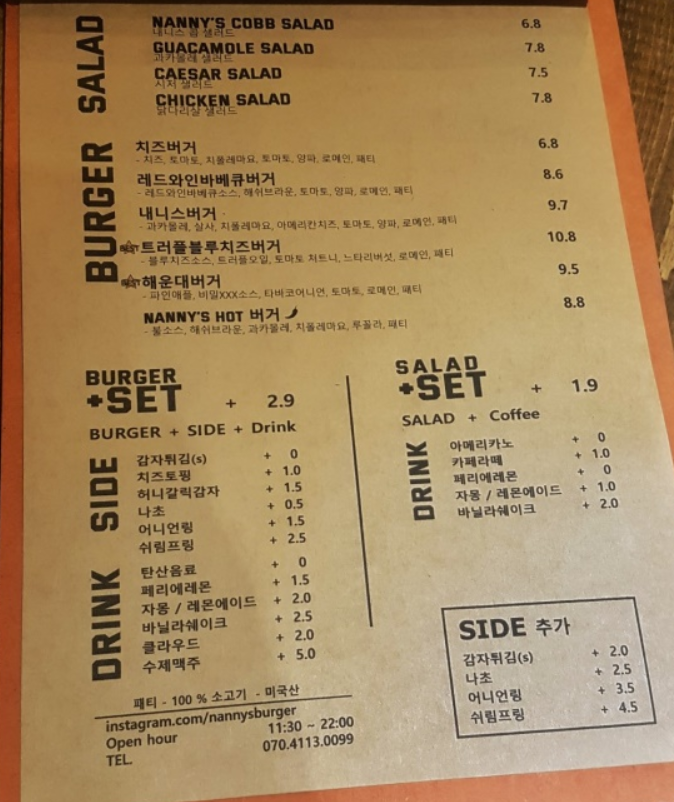 SALAD
NANNY'S COBB SALAD 6.8
내니스 콥 샐러드
GUACAMOLE SALAD 7.8
과카몰레 샐러드
CAESAR SALAD 7.5
시저 샐러드
CHICKEN SALAD 7.8
닭다리살 샐러드
BURGER
치즈버거 6.8
- 치즈, 토마토, 치폴레마요, 토마토, 양파, 로메인, 패티
레드와인바베큐버거 8.6
- 레드와인바베큐소스, 해쉬브라운, 토마토, 양파, 로메인, 패티
내니스버거 9.7
- 과카몰레, 살사, 치폴레마요, 아메리칸치즈, 토마토, 양파, 로메인, 패티
BEST 트러플블루치즈버거 10.8
- 블루치즈소스, 트러플오일, 토마토 처트니, 느타리버섯, 로메인, 패티
BEST 해운대버거 9.5
- 파인애플, 비밀XXX소스, 타바코어니언, 토마토, 로메인, 패티
NANNY'S HOT 버거 8.8
- 불소스, 해쉬브라운, 과카몰레, 치폴레마요, 루꼴라, 패티
BURGER
+SET + 2.9
BURGER + SIDE + Drink
SIDE
감자튀김(s) + 0
치즈토핑 + 1.0
허니갈릭감자 + 1.5
나초 + 0.5
어니언링 + 1.5
쉬림프링 + 2.5
DRINK
탄산음료 + 0
페리에레몬 + 1.5
자몽 / 레몬에이드 + 2.0
바닐라쉐이크 + 2.5
클라우드 + 2.0
수제맥주 + 5.0
SALAD
+SET + 1.9
SALAD + Coffee
DRINK
아메리카노 + 0
카페라떼 + 1.0
페리에레몬 + 0
자몽 / 레몬에이드 + 1.0
바닐라쉐이크 + 2.0
SIDE 추가
감자튀김(s) + 2.0
나초 + 2.5
어니언링 + 3.5
쉬림프링 + 4.5
패티 - 100 % 소고기 - 미국산
instagram.com/nannysburger
Open hour 11:30 ~ 22:00
TEL. 070.4113.0099